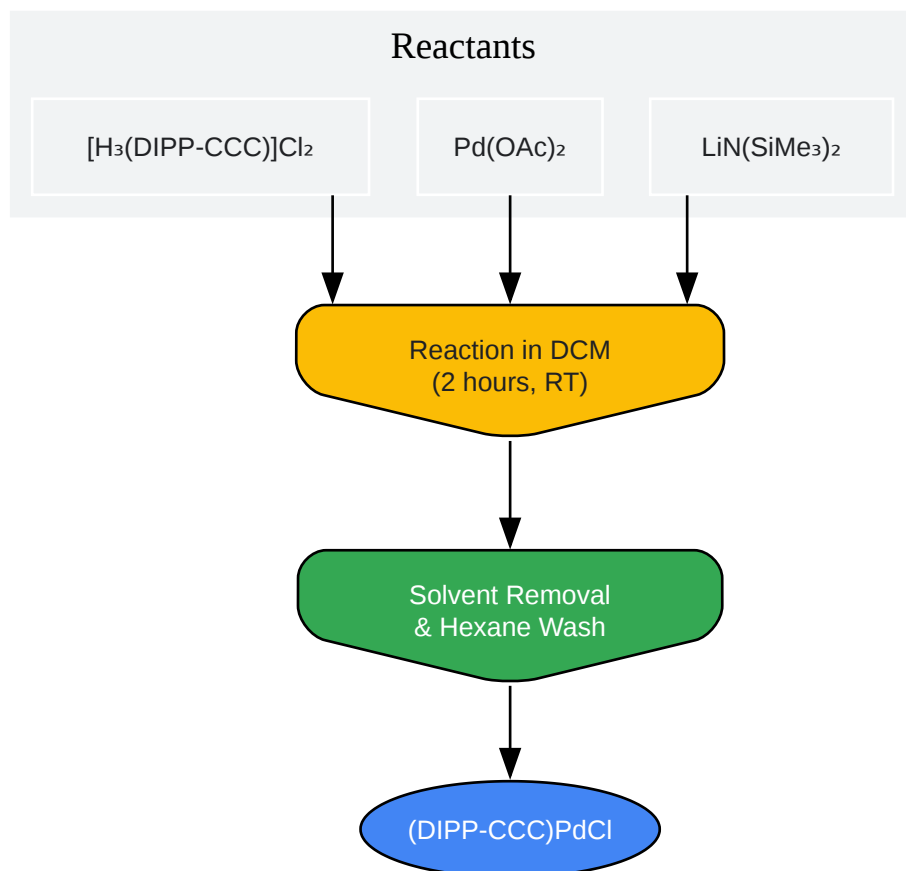 Reactants
[H₃(DIPP-CCC)]Cl₂
Pd(OAc)₂
LiN(SiMe₃)₂
Reaction in DCM
(2 hours, RT)
Solvent Removal
& Hexane Wash
(DIPP-CCC)PdCl